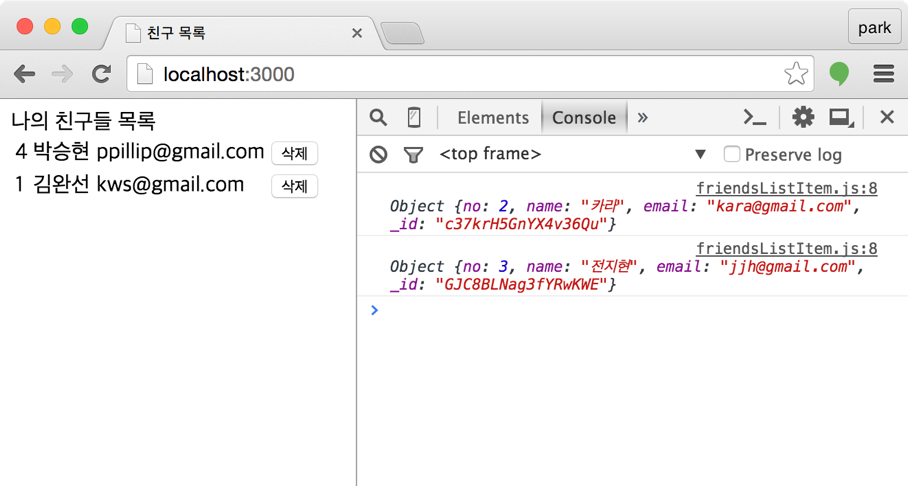 친구 목록
park
localhost:3000
나의 친구들 목록
4 박승현 ppillip@gmail.com 삭제
1 김완선 kws@gmail.com 삭제
Elements Console »
<top frame> ▼ Preserve log
friendsListItem.js:8
Object {no: 2, name: "카라", email: "kara@gmail.com",
_id: "c37krH5GnYX4v36Qu"}
friendsListItem.js:8
Object {no: 3, name: "전지현", email: "jjh@gmail.com",
_id: "GJC8BLNag3fYRwKWE"}
>